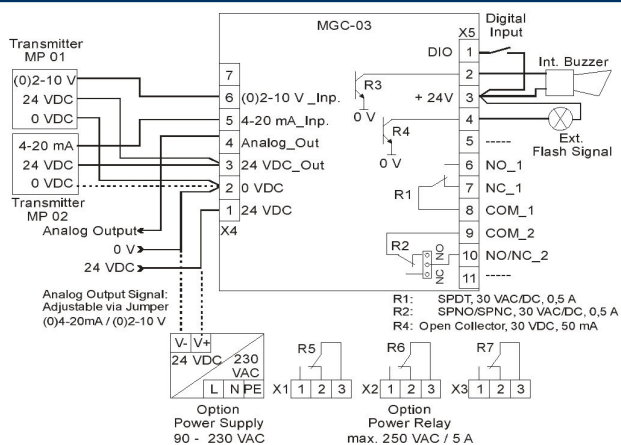 MGC-03
Digital
Input
X5
DIO 1
2
+ 24V 3
4
5 -----
6 NO_1
7 NC_1
8 COM_1
9 COM_2
10 NO/NC_2
11 -----
Int. Buzzer
Ext.
Flash Signal
R3
0 V
R4
0 V
R1
R2
NO
NC
Transmitter
MP 01
(0)2-10 V
24 VDC
0 VDC
4-20 mA
24 VDC
0 VDC
Transmitter
MP 02
7
6 (0)2-10 V_Inp.
5 4-20 mA_Inp.
4 Analog_Out
3 24 VDC_Out
2 0 VDC
1 24 VDC
X4
Analog Output
0 V
24 VDC
Analog Output Signal:
Adjustable via Jumper
(0)4-20mA / (0)2-10 V
R1: SPDT, 30 VAC/DC, 0,5 A
R2: SPNO/SPNC, 30 VAC/DC, 0,5 A
R4: Open Collector, 30 VDC, 50 mA
V- V+
24 VDC
230
VAC
L N PE
Option
Power Supply
90 - 230 VAC
R5
X1 1 2 3
R6
X2 1 2 3
R7
X3 1 2 3
Option
Power Relay
max. 250 VAC / 5 A